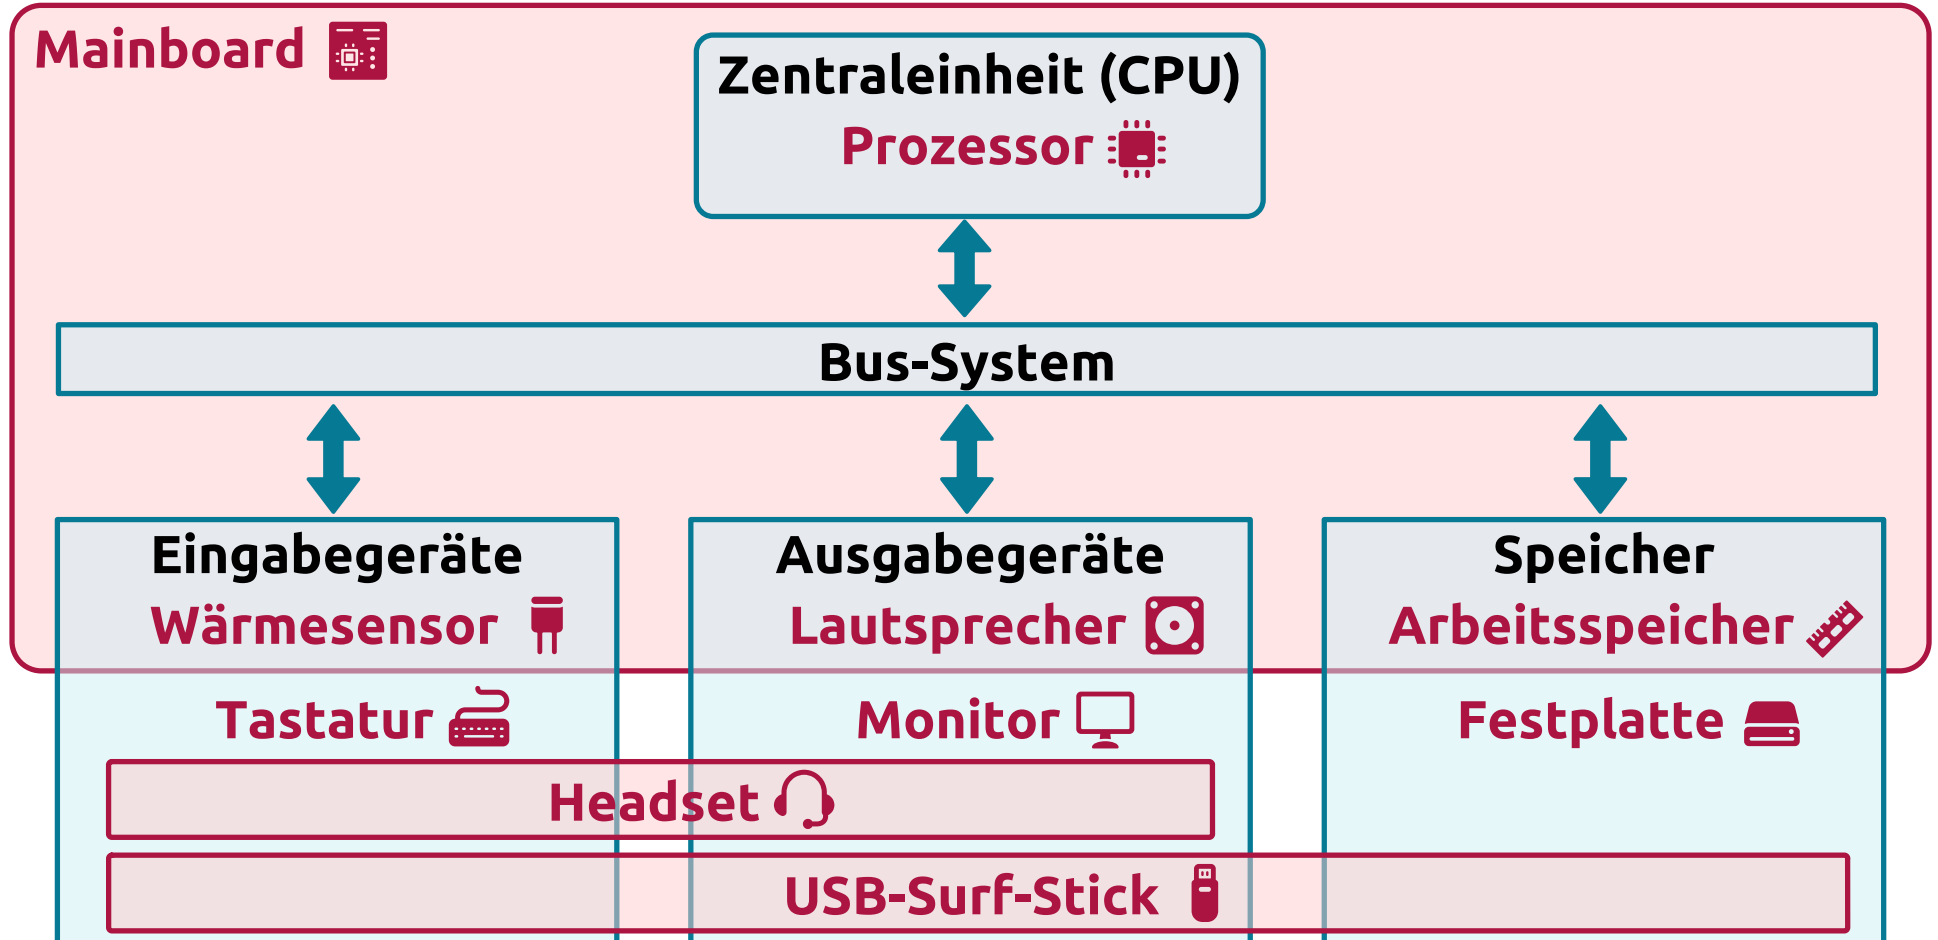 Mainboard
Zentraleinheit (CPU)
Prozessor
Bus-System
Eingabegeräte
Wärmesensor
Tastatur
Ausgabegeräte
Lautsprecher
Monitor
Speicher
Arbeitsspeicher
Festplatte
Headset
USB-Surf-Stick